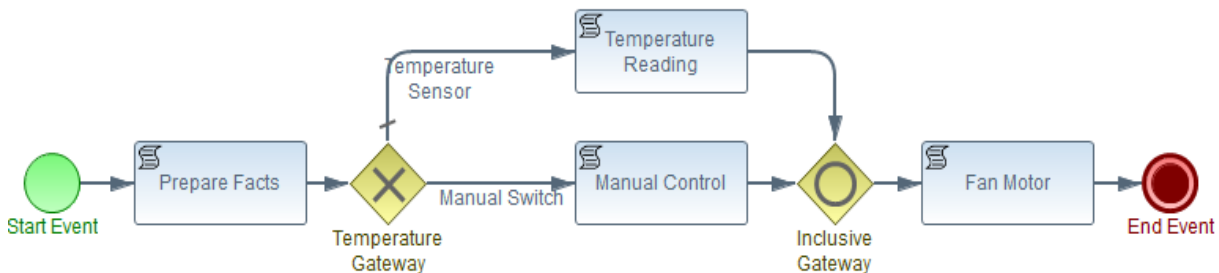 Temperature
Reading
Temperature
Sensor
Prepare Facts
Manual Switch
Manual Control
Fan Motor
Start Event
Temperature
Gateway
Inclusive
Gateway
End Event